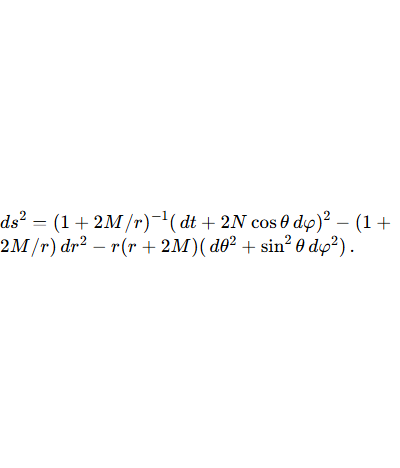 ds² = (1 + 2M/r)⁻¹( dt + 2N cos θ dφ)² − (1 +
2M/r) dr² − r(r + 2M)( dθ² + sin² θ dφ²) .